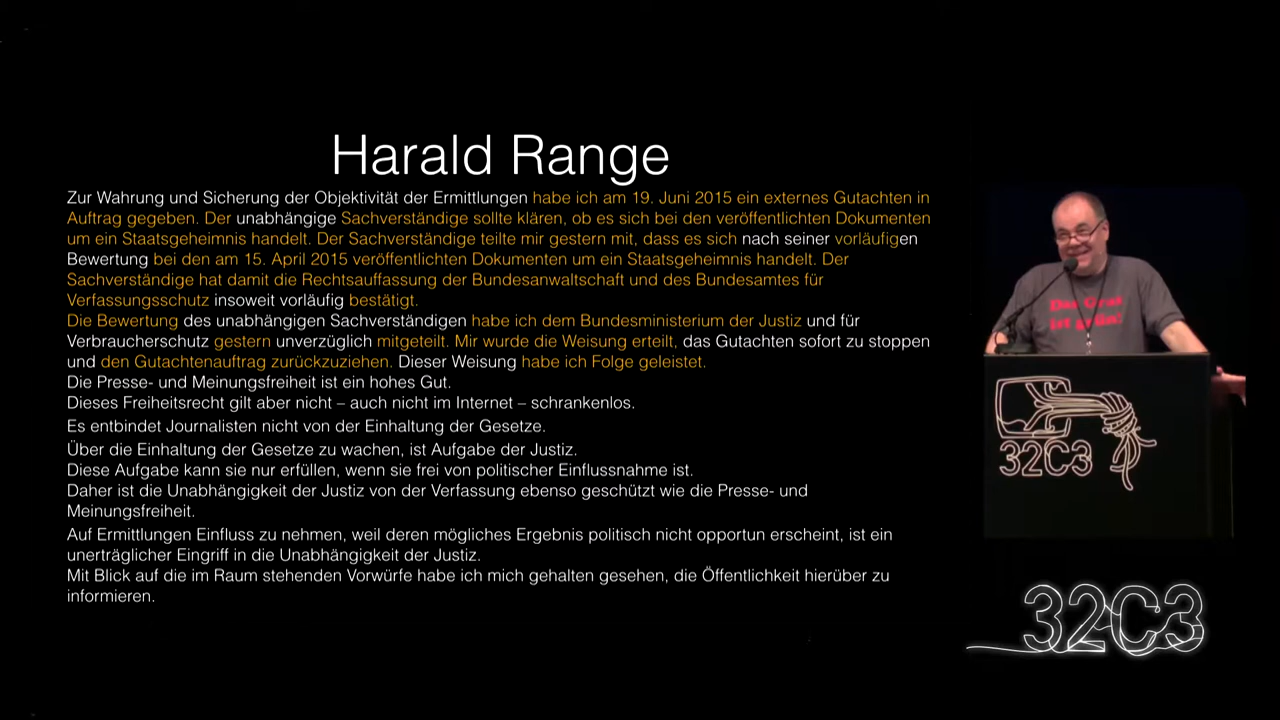 Harald Range
Zur Wahrung und Sicherung der Objektivität der Ermittlungen habe ich am 19. Juni 2015 ein externes Gutachten in
Auftrag gegeben. Der unabhängige Sachverständige sollte klären, ob es sich bei den veröffentlichten Dokumenten
um ein Staatsgeheimnis handelt. Der Sachverständige teilte mir gestern mit, dass es sich nach seiner vorläufigen
Bewertung bei den am 15. April 2015 veröffentlichten Dokumenten um ein Staatsgeheimnis handelt. Der
Sachverständige hat damit die Rechtsauffassung der Bundesanwaltschaft und des Bundesamtes für
Verfassungsschutz insoweit vorläufig bestätigt.
Die Bewertung des unabhängigen Sachverständigen habe ich dem Bundesministerium der Justiz und für
Verbraucherschutz gestern unverzüglich mitgeteilt. Mir wurde die Weisung erteilt, das Gutachten sofort zu stoppen
und den Gutachtenauftrag zurückzuziehen. Dieser Weisung habe ich Folge geleistet.
Die Presse- und Meinungsfreiheit ist ein hohes Gut.
Dieses Freiheitsrecht gilt aber nicht – auch nicht im Internet – schrankenlos.
Es entbindet Journalisten nicht von der Einhaltung der Gesetze.
Über die Einhaltung der Gesetze zu wachen, ist Aufgabe der Justiz.
Diese Aufgabe kann sie nur erfüllen, wenn sie frei von politischer Einflussnahme ist.
Daher ist die Unabhängigkeit der Justiz von der Verfassung ebenso geschützt wie die Presse- und
Meinungsfreiheit.
Auf Ermittlungen Einfluss zu nehmen, weil deren mögliches Ergebnis politisch nicht opportun erscheint, ist ein
unerträglicher Eingriff in die Unabhängigkeit der Justiz.
Mit Blick auf die im Raum stehenden Vorwürfe habe ich mich gehalten gesehen, die Öffentlichkeit hierüber zu
informieren.
Das Gras
ist grün!
32C3
32C3